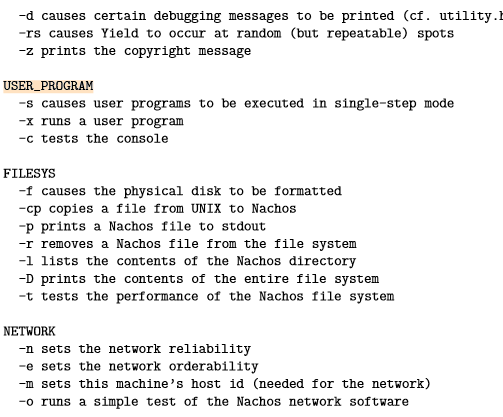 -d causes certain debugging messages to be printed (cf. utility.h
-rs causes Yield to occur at random (but repeatable) spots
-z prints the copyright message
USER_PROGRAM
-s causes user programs to be executed in single-step mode
-x runs a user program
-c tests the console
FILESYS
-f causes the physical disk to be formatted
-cp copies a file from UNIX to Nachos
-p prints a Nachos file to stdout
-r removes a Nachos file from the file system
-l lists the contents of the Nachos directory
-D prints the contents of the entire file system
-t tests the performance of the Nachos file system
NETWORK
-n sets the network reliability
-e sets the network orderability
-m sets this machine's host id (needed for the network)
-o runs a simple test of the Nachos network software